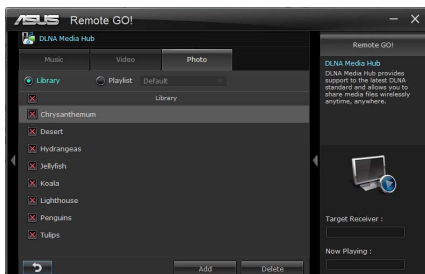 ASUS Remote GO!
DLNA Media Hub
Music
Video
Photo
Library
Playlist
Default
Library
Chrysanthemum
Desert
Hydrangeas
Jellyfish
Koala
Lighthouse
Penguins
Tulips
Add
Delete
Remote GO!
DLNA Media Hub
DLNA Media Hub provides
support to the latest DLNA
standard and allows you to
share media files wirelessly
anytime, anywhere.
Target Receiver :
Now Playing :